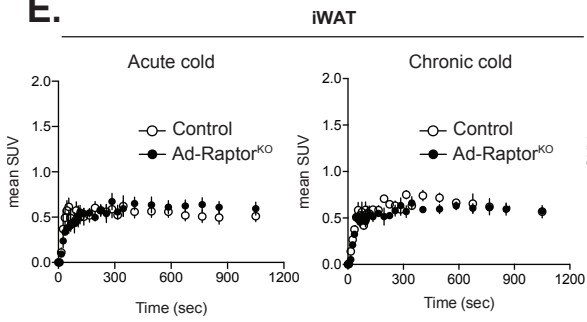 E.
iWAT
Acute cold
2.0
1.5
1.0
0.5
0.0
mean SUV
Control
Ad-Raptor^KO
0
300
600
900
1200
Time (sec)
Chronic cold
2.0
1.5
1.0
0.5
0.0
mean SUV
Control
Ad-Raptor^KO
0
300
600
900
1200
Time (sec)